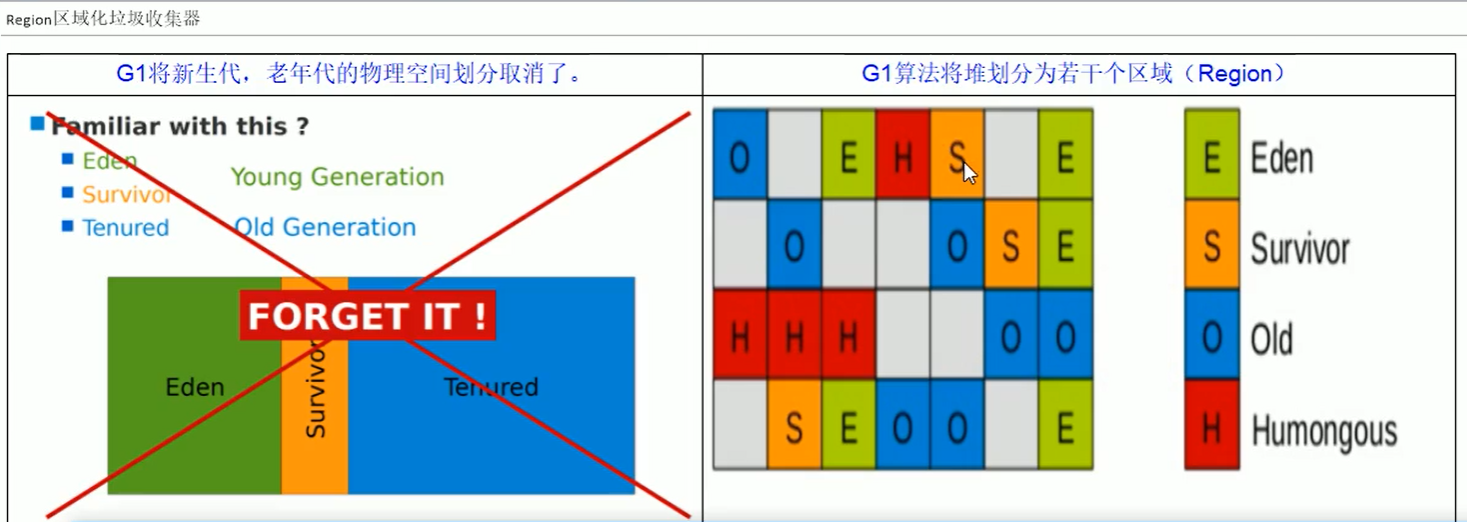 Region区域化垃圾收集器
G1将新生代，老年代的物理空间划分取消了。
Familiar with this ?
Eden
Survivor
Tenured
Young Generation
Old Generation
FORGET IT !
Eden
Survivor
Tenured
G1算法将堆划分为若干个区域（Region）
O E H S E
O O S E
H H H O O
S E O O E
E Eden
S Survivor
O Old
H Humongous